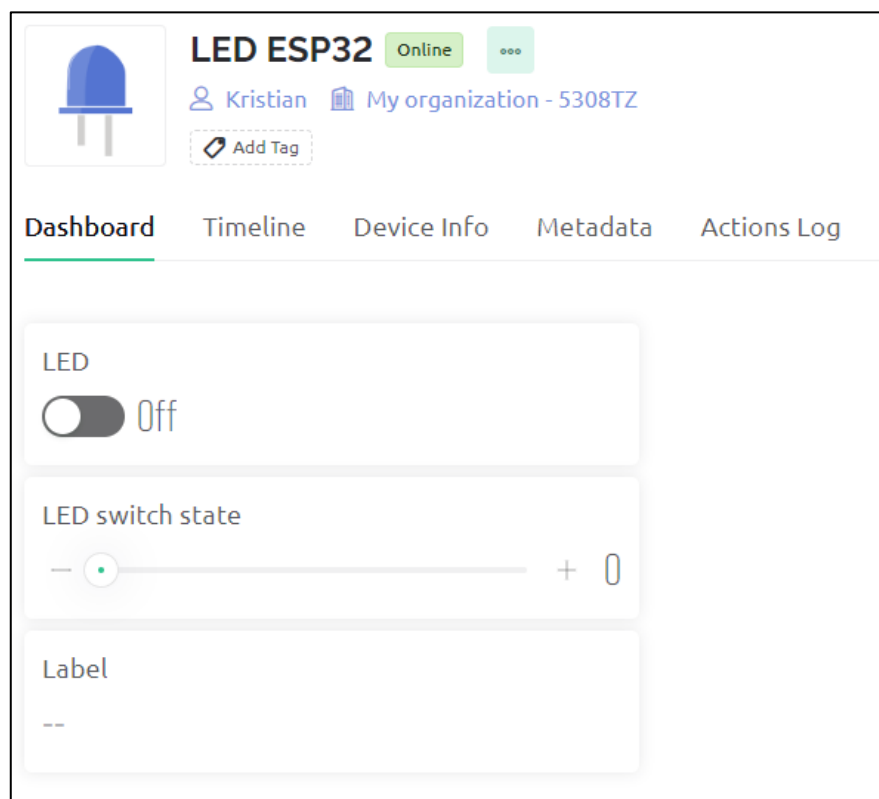 LED ESP32 Online
Kristian My organization - 5308TZ
Add Tag
Dashboard Timeline Device Info Metadata Actions Log
LED
Off
LED switch state
− + 0
Label
--